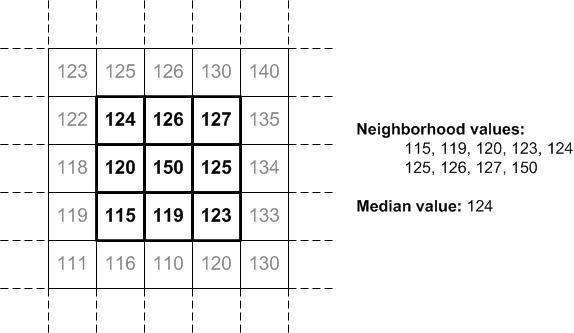 123 125 126 130 140
122 124 126 127 135
118 120 150 125 134
119 115 119 123 133
111 116 110 120 130
Neighborhood values:
115, 119, 120, 123, 124
125, 126, 127, 150
Median value: 124